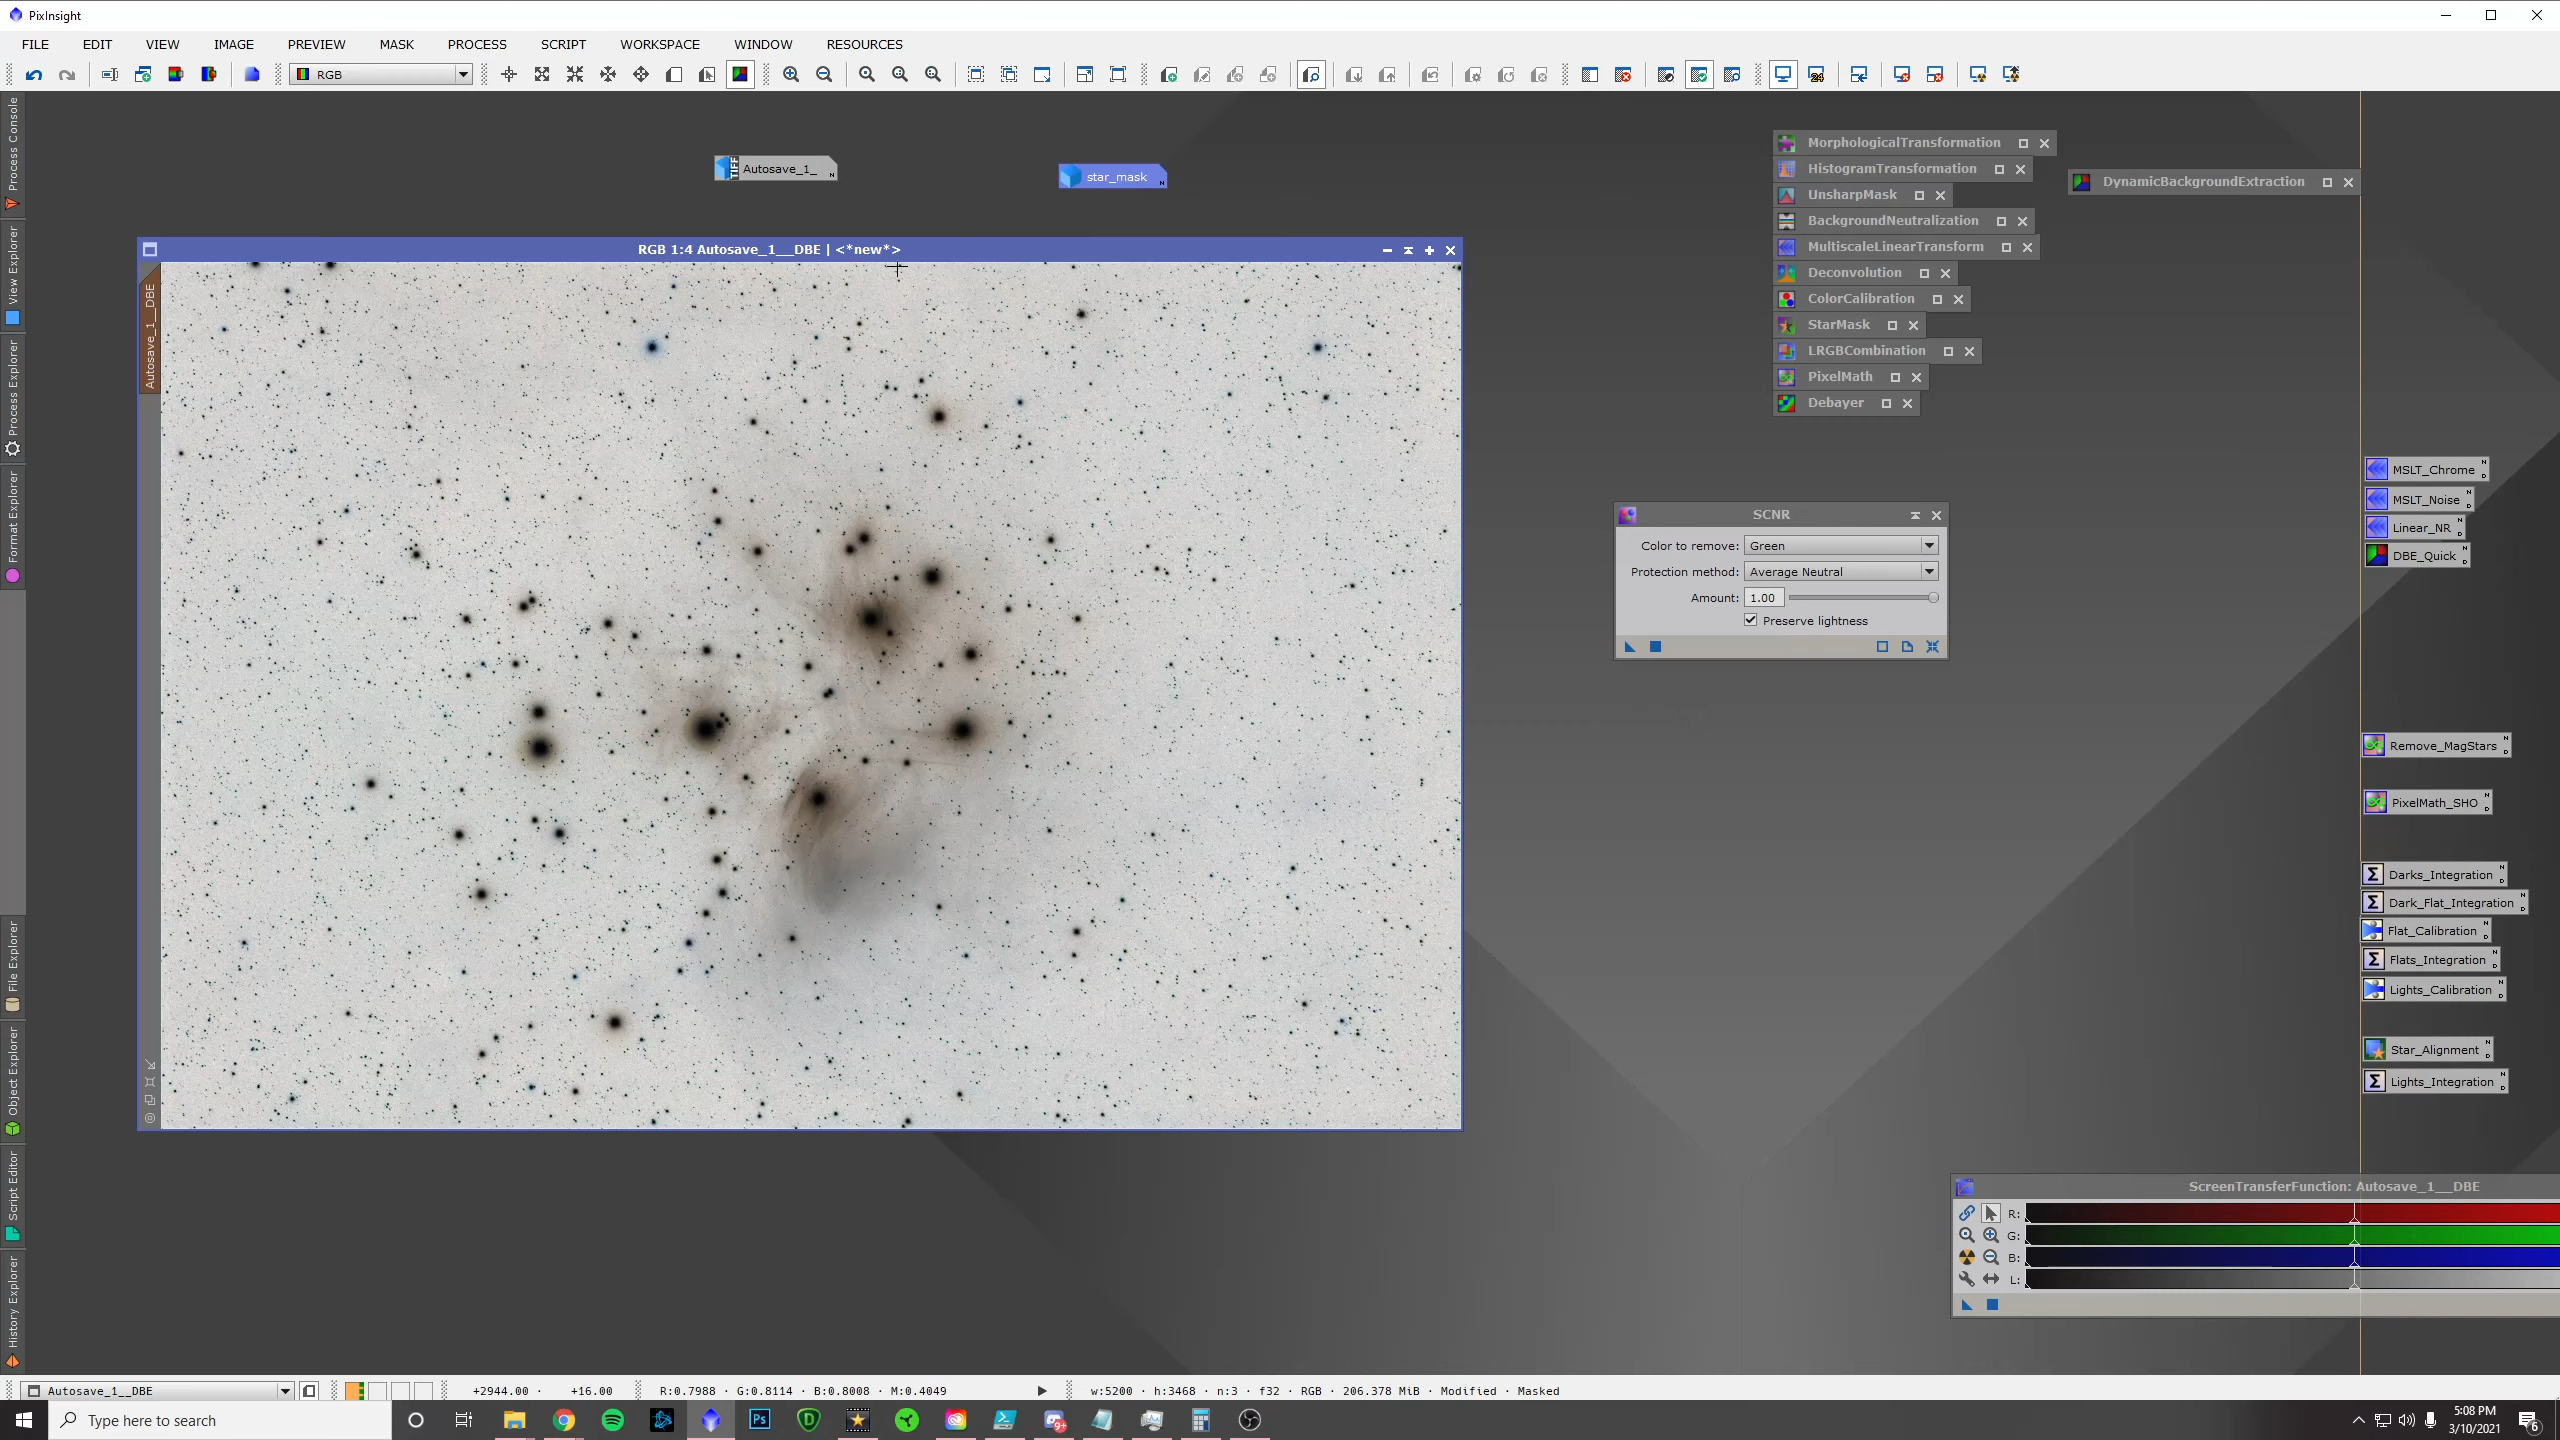 PixInsight
FILE EDIT VIEW IMAGE PREVIEW MASK PROCESS SCRIPT WORKSPACE WINDOW RESOURCES
RGB
24
Process Console
View Explorer
Process Explorer
Format Explorer
File Explorer
Object Explorer
Script Editor
History Explorer
TIFF Autosave_1_ N
star_mask N
RGB 1:4 Autosave_1__DBE | <*new*>
Autosave_1__DBE
MorphologicalTransformation
HistogramTransformation
UnsharpMask
BackgroundNeutralization
MultiscaleLinearTransform
Deconvolution
ColorCalibration
StarMask
LRGBCombination
PixelMath
Debayer
DynamicBackgroundExtraction
SCNR
Color to remove: Green
Protection method: Average Neutral
Amount: 1.00
Preserve lightness
MSLT_Chrome N D
MSLT_Noise N D
Linear_NR N D
DBE_Quick N D
Remove_MagStars N D
PixelMath_SHO N D
Σ Darks_Integration N D
Σ Dark_Flat_Integration N D
Flat_Calibration N D
Σ Flats_Integration N D
Lights_Calibration N D
Star_Alignment N D
Σ Lights_Integration N D
ScreenTransferFunction: Autosave_1__DBE
R:
G:
B:
L:
Autosave_1__DBE
+2944.00 · +16.00
R:0.7988 · G:0.8114 · B:0.8008 · M:0.4049
w:5200 · h:3468 · n:3 · f32 · RGB · 206.378 MiB · Modified · Masked
Type here to search
Ps
9+
5:08 PM
3/10/2021
6